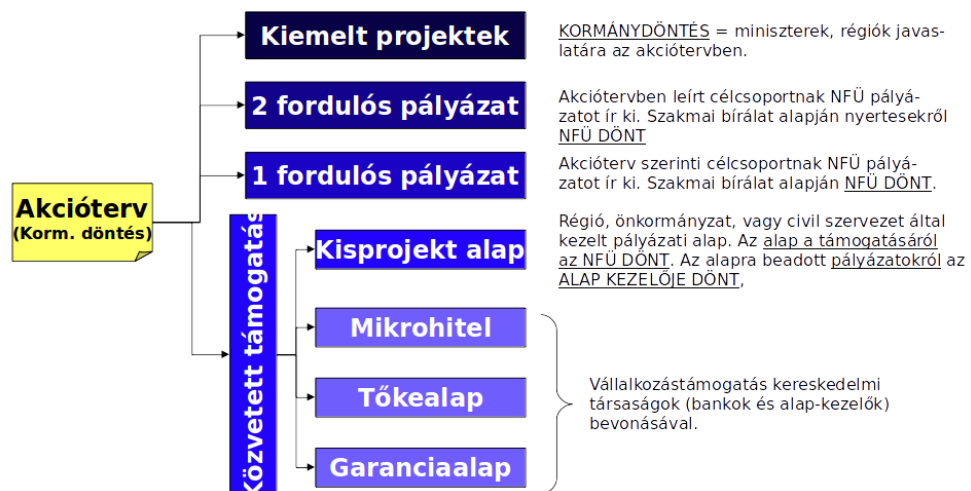 Akcióterv
(Korm. döntés)
Kiemelt projektek
KORMÁNYDÖNTÉS = miniszterek, régiók javas-
latára az akciótervben.
2 fordulós pályázat
Akciótervben leírt célcsoportnak NFÜ pályá-
zatot ír ki. Szakmai bírálat alapján nyertesekről
NFÜ DÖNT
1 fordulós pályázat
Akcióterv szerinti célcsoportnak NFÜ pályá-
zatot ír ki. Szakmai bírálat alapján NFÜ DÖNT.
Közvetett támogatás
Kisprojekt alap
Régió, önkormányzat, vagy civil szervezet által
kezelt pályázati alap. Az alap a támogatásáról
az NFÜ DÖNT. Az alapra beadott pályázatokról az
ALAP KEZELŐJE DÖNT,
Mikrohitel
Tőkealap
Garanciaalap
Vállalkozástámogatás kereskedelmi
társaságok (bankok és alap-kezelők)
bevonásával.